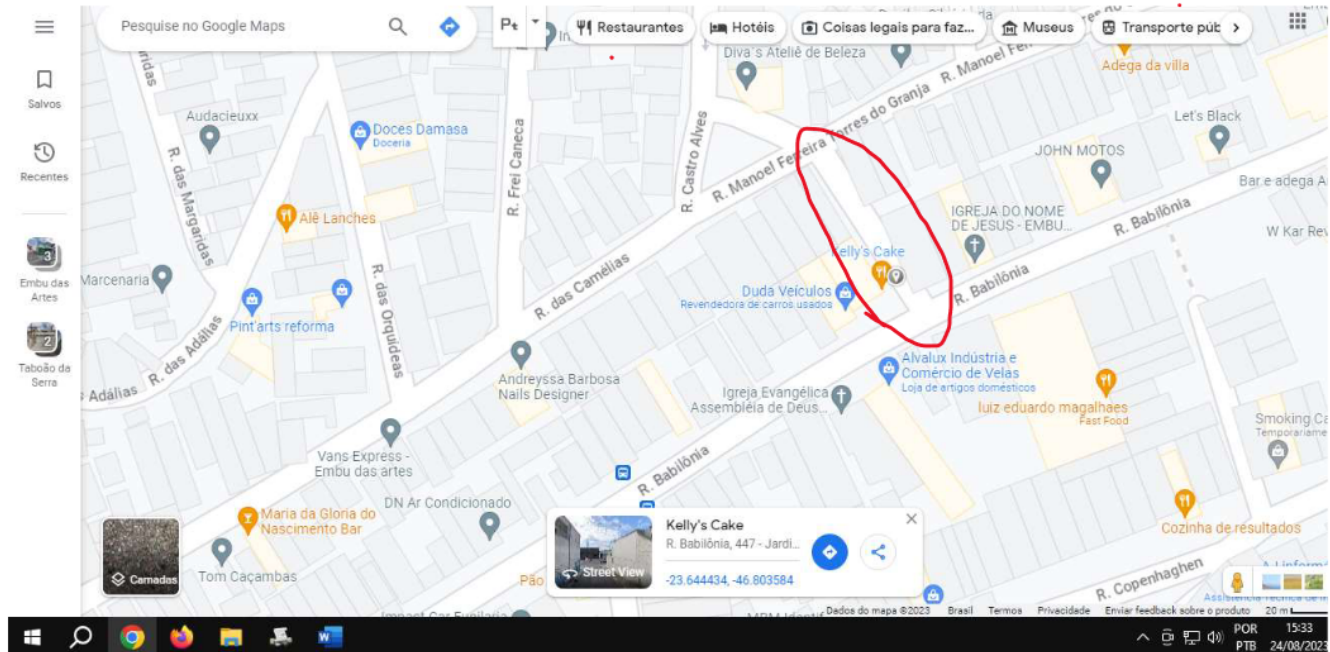 Pesquise no Google Maps
Restaurantes
Hotéis
Coisas legais para faz...
Museus
Transporte púb
Salvos
Recentes
3
Embu das
Artes
2
Taboão da
Serra
Diva's Ateliê de Beleza
R. Manoel Fer
Adega da villa
Audacieuxx
Doces Damasa
Doceria
R. das Margaridas
R. Frei Caneca
R. Castro Alves
R. Manoel Ferreira Torres do Granja
Let's Black
JOHN MOTOS
Bar e adega A
R. Babilônia
W Kar Rev
Alê Lanches
IGREJA DO NOME
DE JESUS - EMBU...
Kelly's Cake
Marcenaria
R. das Orquideas
R. das Camélias
Duda Veículos
Revendedora de carros usados
R. Babilônia
Pint'arts reforma
R. das Adálias
Adálias
Andreyssa Barbosa
Nails Designer
Igreja Evangélica
Assembléia de Deus...
Alvalux Indústria e
Comércio de Velas
Loja de artigos domésticos
luiz eduardo magalhaes
Fast Food
Smoking Ca
Temporariame
Vans Express -
Embu das artes
R. Babilônia
DN Ar Condicionado
Maria da Gloria do
Nascimento Bar
Cozinha de resultados
Camadas
Tom Caçambas
Pão
Street View
Kelly's Cake
R. Babilônia, 447 - Jardi...
-23.644434, -46.803584
R. Copenhaghen
Dados do mapa ©2023 Brasil Termos Privacidade Enviar feedback sobre o produto 20 m
POR
PTB
15:33
24/08/2023